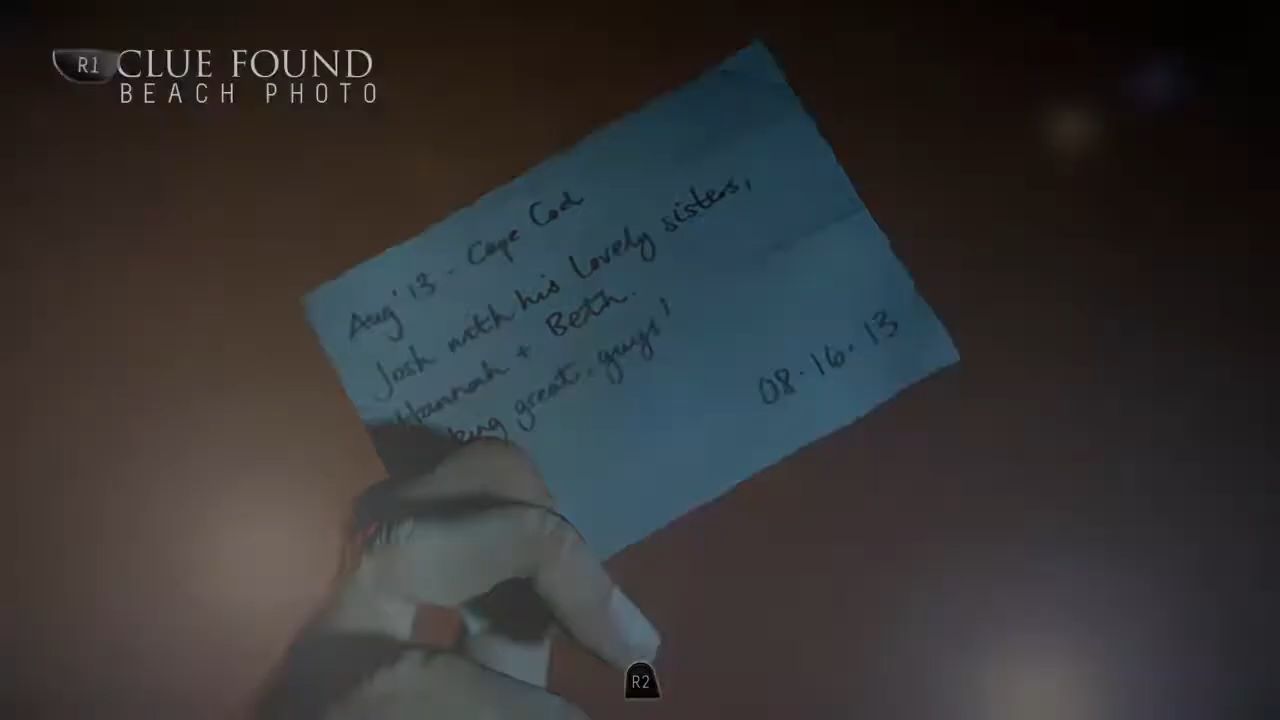 R1
CLUE FOUND
BEACH PHOTO
Aug '13 - Cape Cod
Josh with his lovely sisters,
Hannah + Beth.
king great, guys!
08.16.13
R2